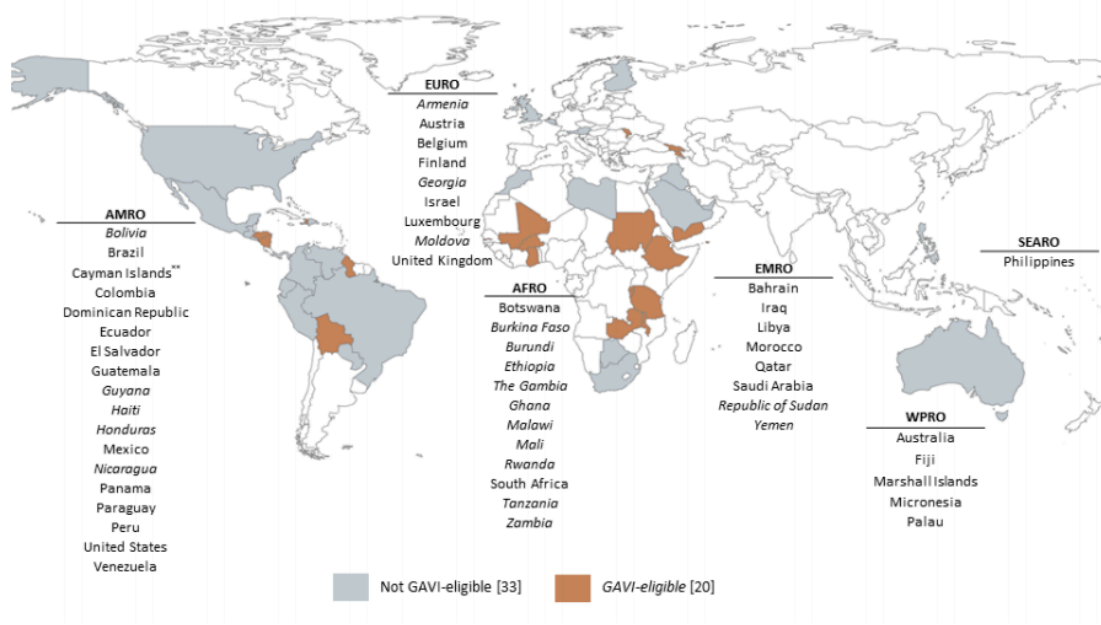 EURO
Armenia
Austria
Belgium
Finland
Georgia
Israel
Luxembourg
Moldova
United Kingdom
AMRO
Bolivia
Brazil
Cayman Islands**
Colombia
Dominican Republic
Ecuador
El Salvador
Guatemala
Guyana
Haiti
Honduras
Mexico
Nicaragua
Panama
Paraguay
Peru
United States
Venezuela
AFRO
Botswana
Burkina Faso
Burundi
Ethiopia
The Gambia
Ghana
Malawi
Mali
Rwanda
South Africa
Tanzania
Zambia
EMRO
Bahrain
Iraq
Libya
Morocco
Qatar
Saudi Arabia
Republic of Sudan
Yemen
SEARO
Philippines
WPRO
Australia
Fiji
Marshall Islands
Micronesia
Palau
Not GAVI-eligible [33]
GAVI-eligible [20]